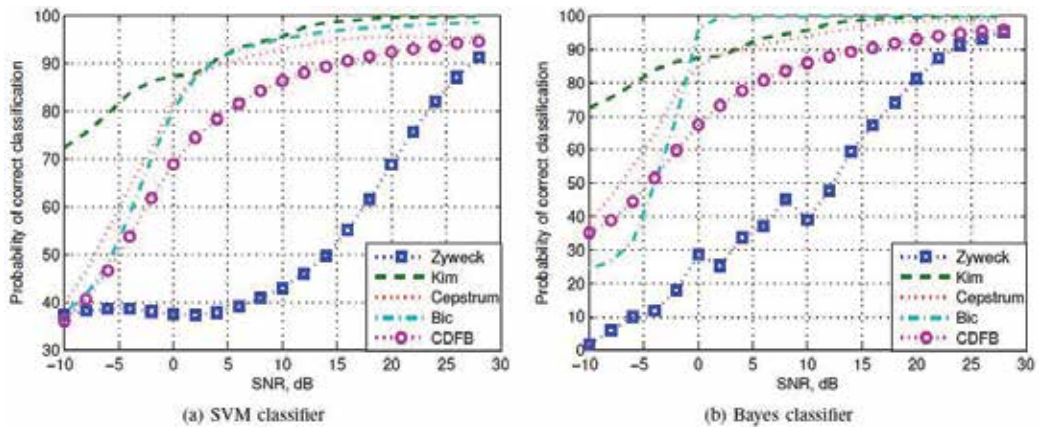 Probability of correct classification
100
90
80
70
60
50
40
30
-10
-5
0
5
10
15
20
25
30
SNR, dB
Zyweck
Kim
Cepstrum
Bic
CDFB
(a) SVM classifier
Probability of correct classification
100
90
80
70
60
50
40
30
20
10
0
-10
-5
0
5
10
15
20
25
30
SNR, dB
Zyweck
Kim
Cepstrum
Bic
CDFB
(b) Bayes classifier